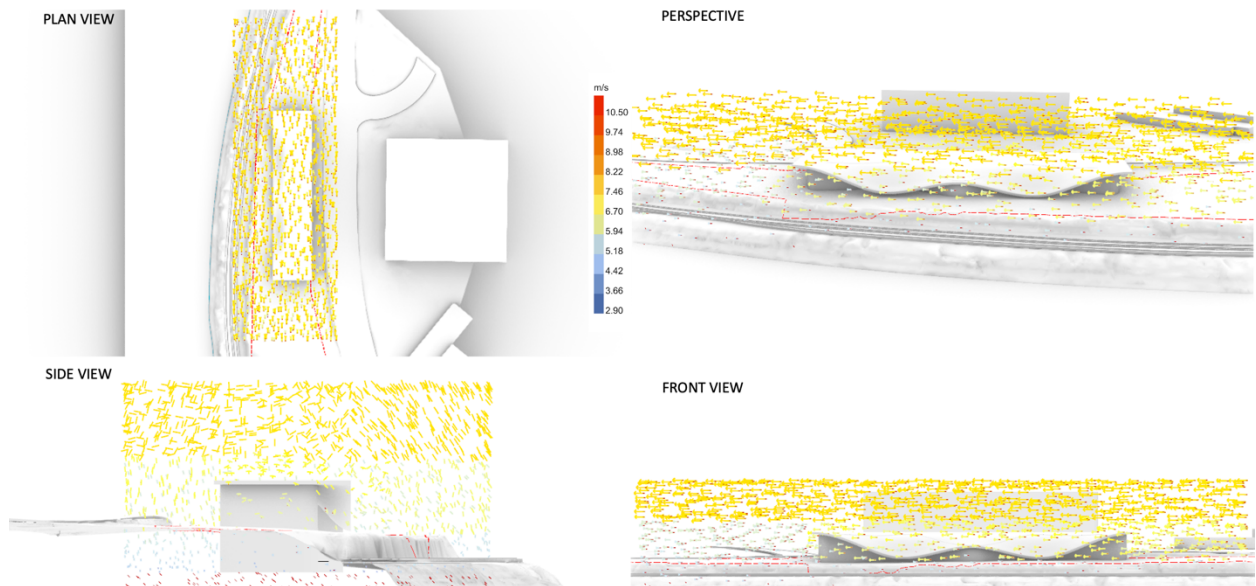 PLAN VIEW
PERSPECTIVE
m/s
10.50
9.74
8.98
8.22
7.46
6.70
5.94
5.18
4.42
3.66
2.90
SIDE VIEW
FRONT VIEW